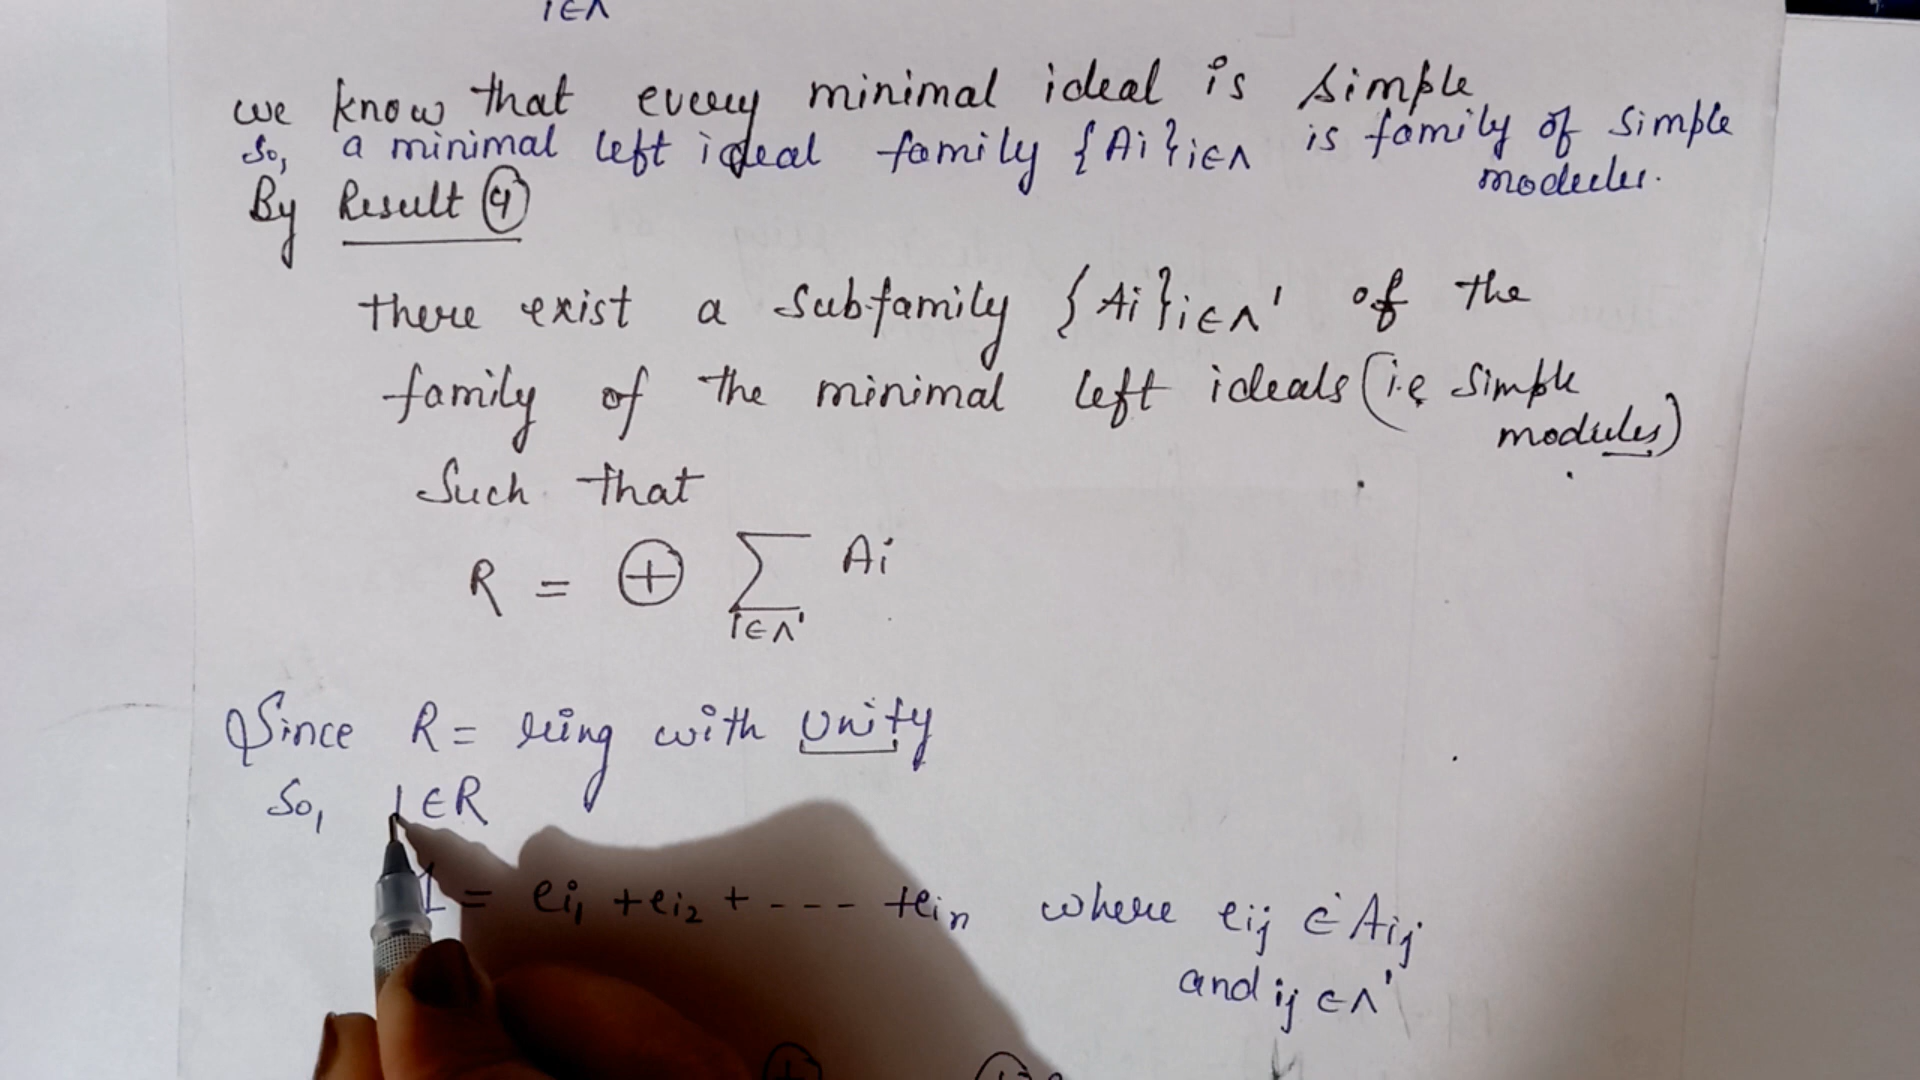 i∈Λ
we know that every minimal ideal is simple
so, a minimal left ideal family {Ai}i∈Λ is family of simple
modules.
By Result ④
there exist a subfamily {Ai}i∈Λ' of the
family of the minimal left ideals (i.e simple
modules)
Such that
R = ⊕ ∑ Ai
i∈Λ'
Since R = ring with unity
So, 1∈R
1 = ei₁ + ei₂ + - - - - + ein where eij ∈ Aij
and ij ∈Λ'